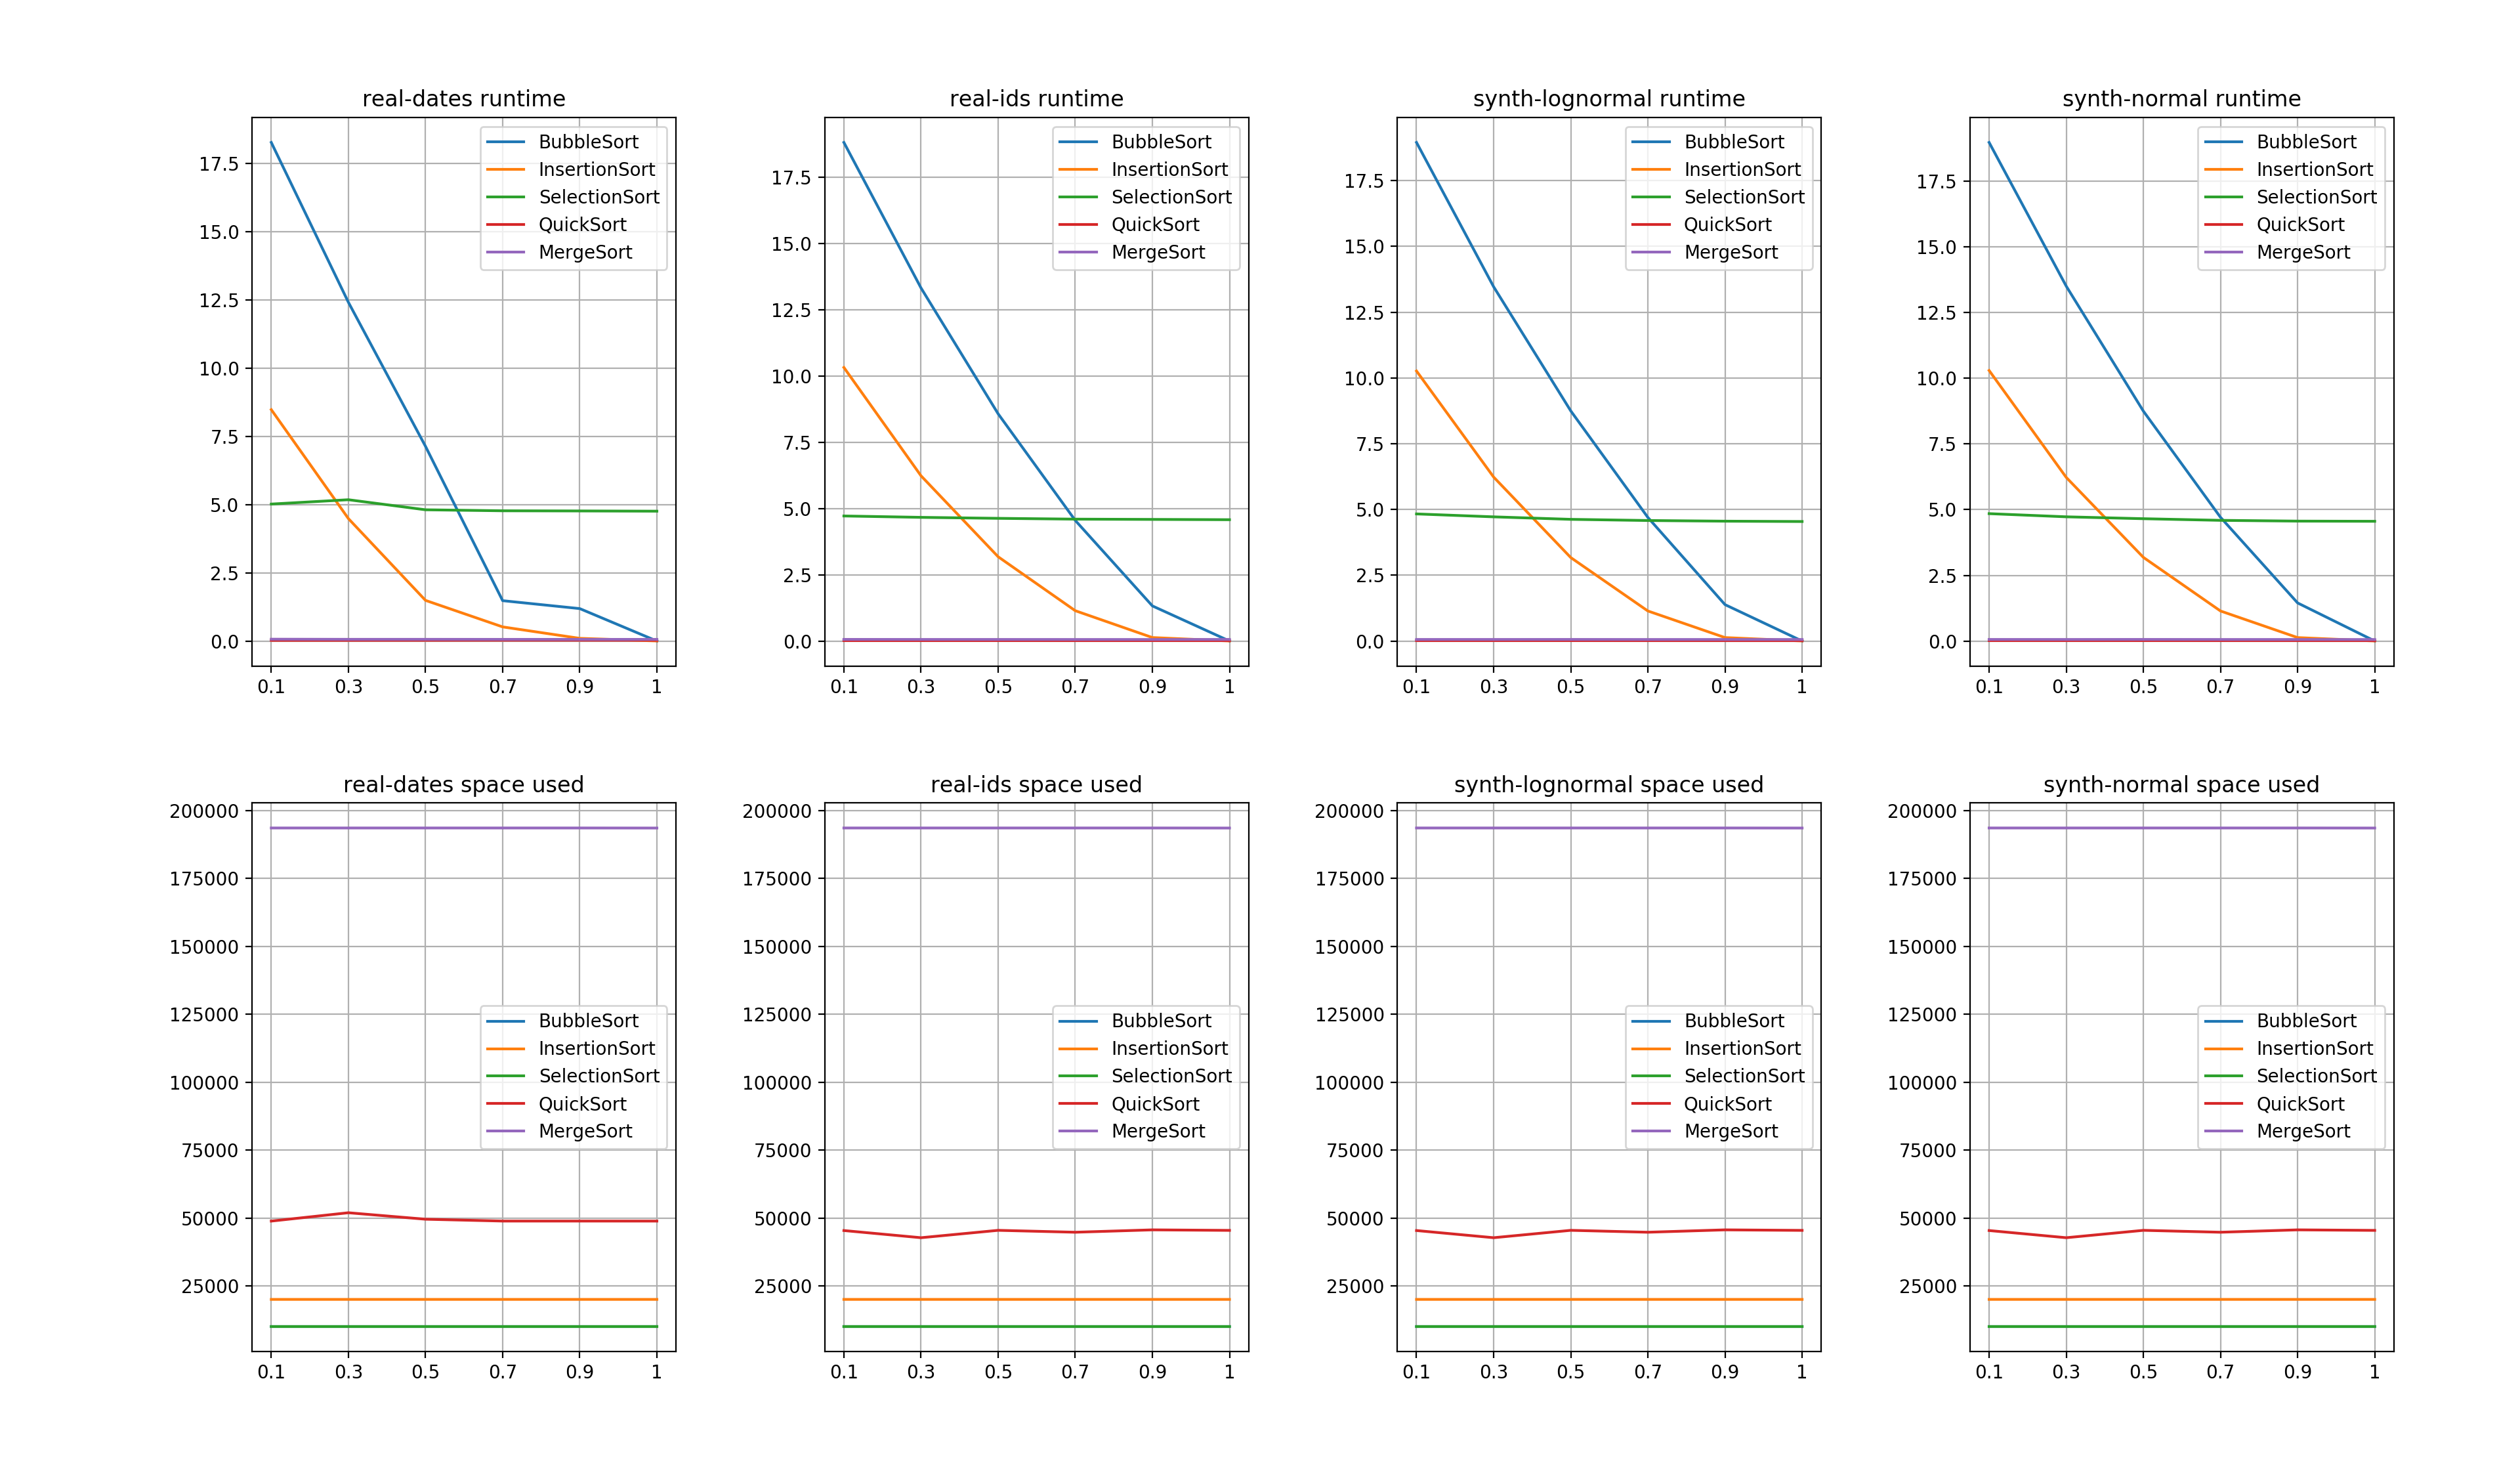 real-dates runtime
17.5
15.0
12.5
10.0
7.5
5.0
2.5
0.0
0.1 0.3 0.5 0.7 0.9 1
BubbleSort
InsertionSort
SelectionSort
QuickSort
MergeSort
real-ids runtime
17.5
15.0
12.5
10.0
7.5
5.0
2.5
0.0
0.1 0.3 0.5 0.7 0.9 1
BubbleSort
InsertionSort
SelectionSort
QuickSort
MergeSort
synth-lognormal runtime
17.5
15.0
12.5
10.0
7.5
5.0
2.5
0.0
0.1 0.3 0.5 0.7 0.9 1
BubbleSort
InsertionSort
SelectionSort
QuickSort
MergeSort
synth-normal runtime
17.5
15.0
12.5
10.0
7.5
5.0
2.5
0.0
0.1 0.3 0.5 0.7 0.9 1
BubbleSort
InsertionSort
SelectionSort
QuickSort
MergeSort
real-dates space used
200000
175000
150000
125000
100000
75000
50000
25000
0.1 0.3 0.5 0.7 0.9 1
BubbleSort
InsertionSort
SelectionSort
QuickSort
MergeSort
real-ids space used
200000
175000
150000
125000
100000
75000
50000
25000
0.1 0.3 0.5 0.7 0.9 1
BubbleSort
InsertionSort
SelectionSort
QuickSort
MergeSort
synth-lognormal space used
200000
175000
150000
125000
100000
75000
50000
25000
0.1 0.3 0.5 0.7 0.9 1
BubbleSort
InsertionSort
SelectionSort
QuickSort
MergeSort
synth-normal space used
200000
175000
150000
125000
100000
75000
50000
25000
0.1 0.3 0.5 0.7 0.9 1
BubbleSort
InsertionSort
SelectionSort
QuickSort
MergeSort